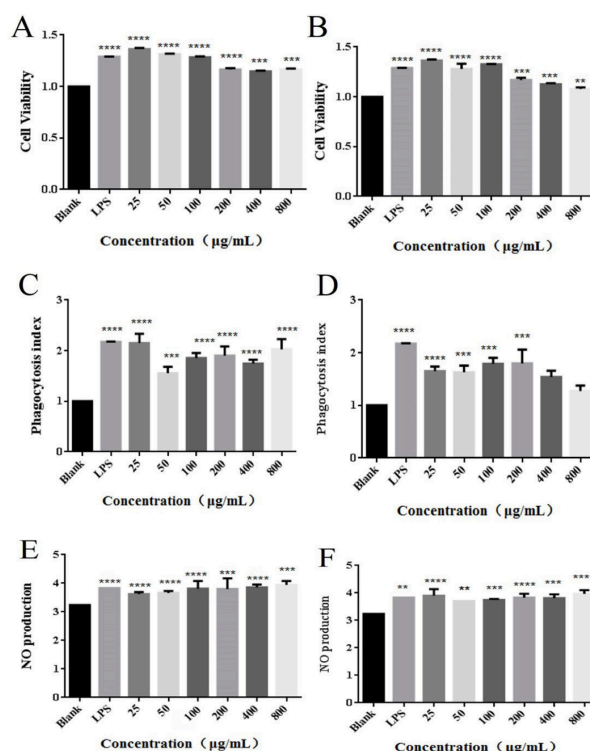 A
Cell Viability
1.5
1.0
0.5
0.0
**** **** **** **** **** *** ***
Blank LPS 25 50 100 200 400 800
Concentration（μg/mL）
B
Cell Viability
1.5
1.0
0.5
0.0
**** **** **** **** *** *** **
Blank LPS 25 50 100 200 400 800
Concentration（μg/mL）
C
Phagocytosis index
3
2
1
0
**** **** *** **** **** **** ****
Blank LPS 25 50 100 200 400 800
Concentration（μg/mL）
D
Phagocytosis index
3
2
1
0
**** **** *** *** ***
Blank LPS 25 50 100 200 400 800
Concentration（μg/mL）
E
NO production
5
4
3
2
1
0
**** **** **** **** *** **** ***
Blank LPS 25 50 100 200 400 800
Concentration（μg/mL）
F
NO production
5
4
3
2
1
0
** **** ** *** **** *** ***
Blank LPS 25 50 100 200 400 800
Concentration（μg/mL）